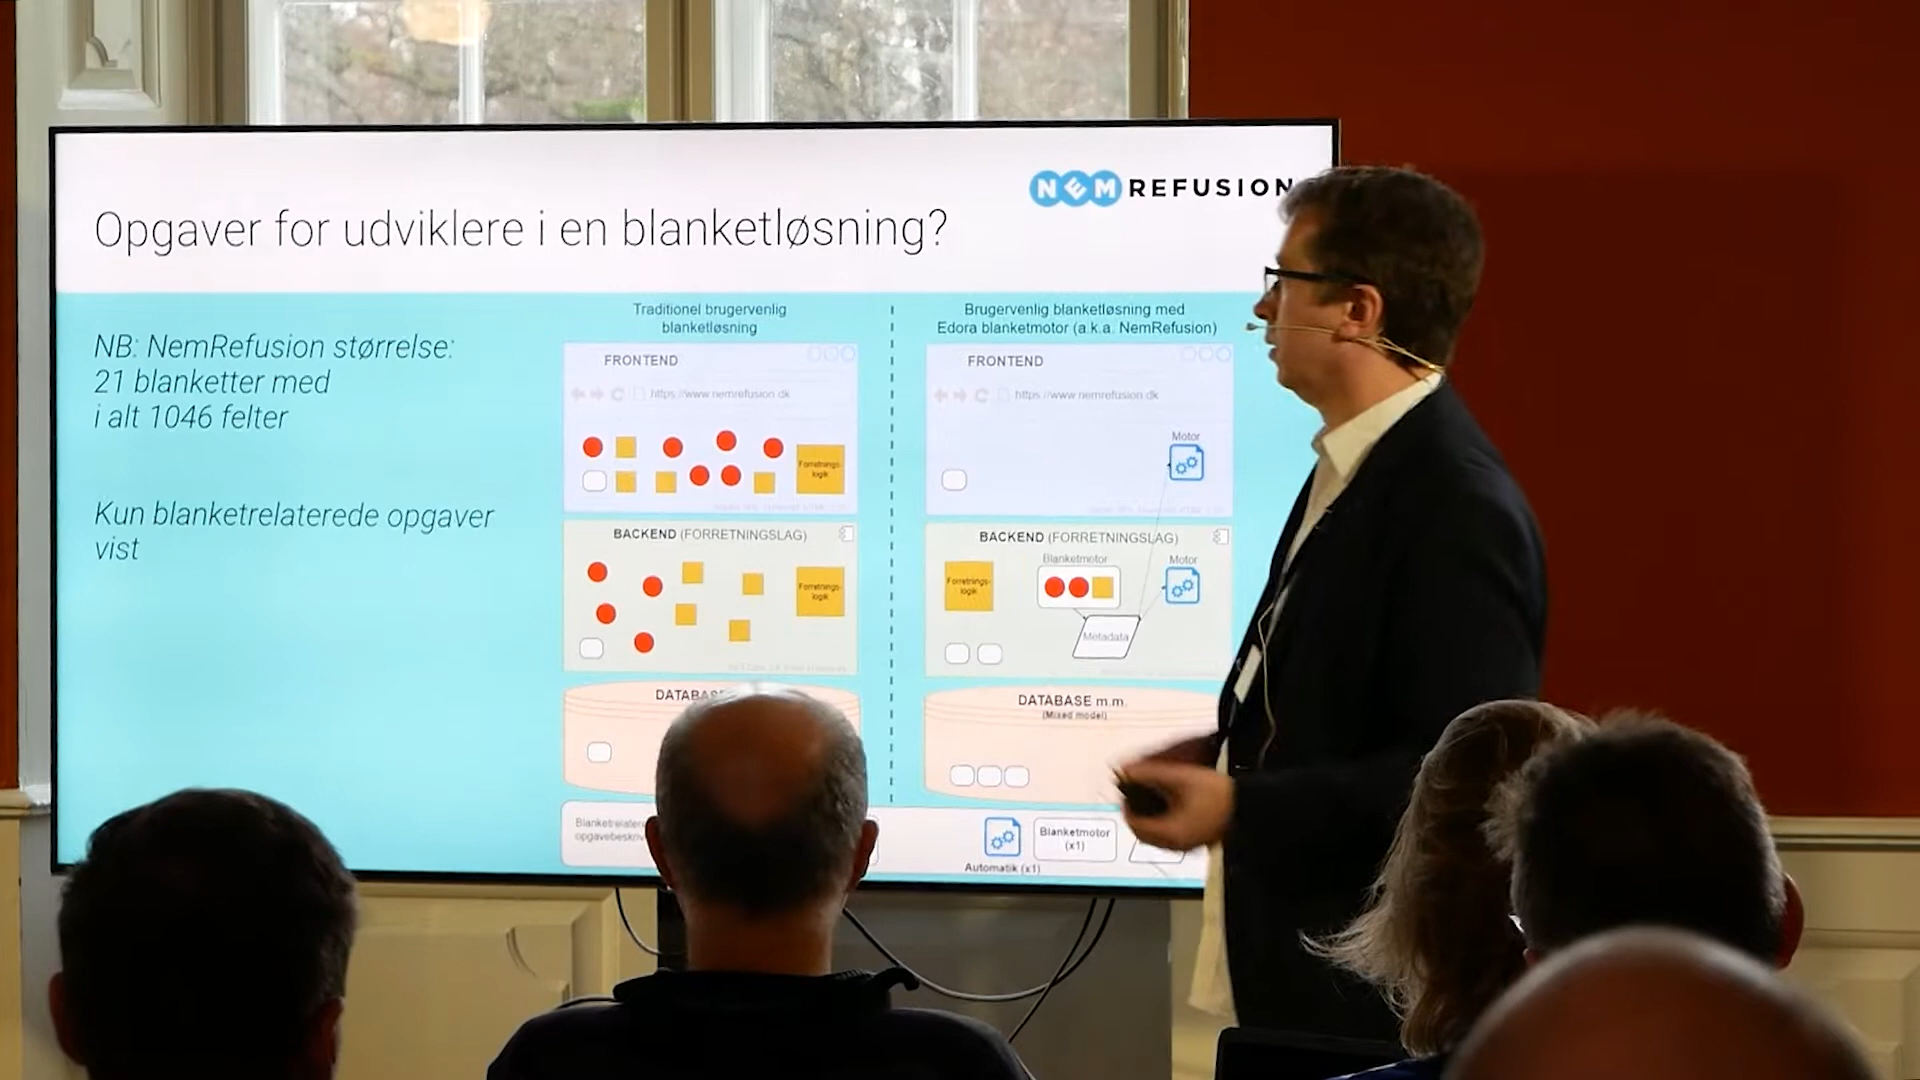 NEM REFUSION
Opgaver for udviklere i en blanketløsning?
NB: NemRefusion størrelse:
21 blanketter med
i alt 1046 felter
Kun blanketrelaterede opgaver
vist
Traditionel brugervenlig
blanketløsning
FRONTEND
https://www.nemrefusion.dk
Forretnings-
logik
BACKEND (FORRETNINGSLAG)
Forretnings-
logik
DATABAS
Blanketrelater
opgavebeskriv
Brugervenlig blanketløsning med
Edora blanketmotor (a.k.a. NemRefusion)
FRONTEND
https://www.nemrefusion.dk
Motor
BACKEND (FORRETNINGSLAG)
Forretnings-
logik
Blanketmotor
Motor
Metadata
DATABASE m.m.
(Mixed model)
Automatik (x1)
Blanketmotor
(x1)